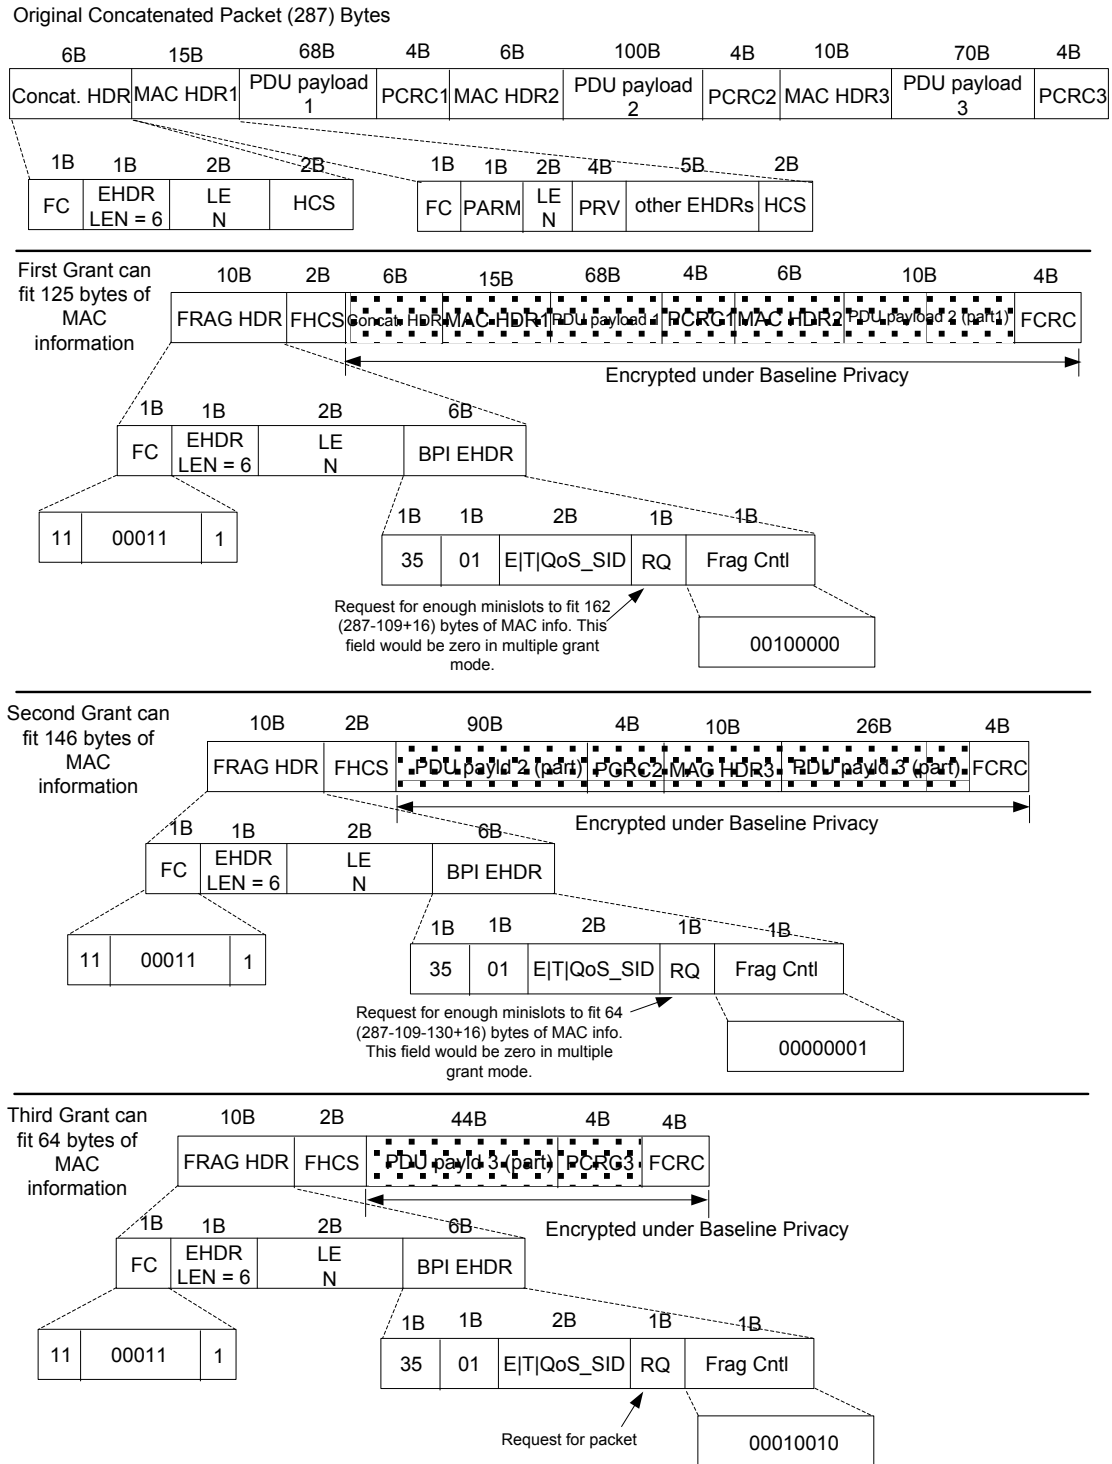 Original Concatenated Packet (287) Bytes
6B 15B 68B 4B 6B 100B 4B 10B 70B 4B
Concat. HDR MAC HDR1 PDU payload 1 PCRC1 MAC HDR2 PDU payload 2 PCRC2 MAC HDR3 PDU payload 3 PCRC3
1B 1B 2B 2B 1B 1B 2B 4B 5B 2B
FC EHDR LEN = 6 LE N HCS FC PARM LE N PRV other EHDRs HCS
First Grant can
fit 125 bytes of
MAC
information
10B 2B 6B 15B 68B 4B 6B 10B 4B
FRAG HDR FHCS Concat. HDR MAC HDR1 PDU payload 1 PCRC1 MAC HDR2 PDU payload 2 (part1) FCRC
Encrypted under Baseline Privacy
1B 1B 2B 6B
FC EHDR LEN = 6 LE N BPI EHDR
11 00011 1
1B 1B 2B 1B 1B
35 01 E|T|QoS_SID RQ Frag Cntl
Request for enough minislots to fit 162
(287-109+16) bytes of MAC info. This
field would be zero in multiple grant
mode.
00100000
Second Grant can
fit 146 bytes of
MAC
information
10B 2B 90B 4B 10B 26B 4B
FRAG HDR FHCS PDU payld 2 (part) PCRC2 MAC HDR3 PDU payld 3 (part) FCRC
Encrypted under Baseline Privacy
1B 1B 2B 6B
FC EHDR LEN = 6 LE N BPI EHDR
11 00011 1
1B 1B 2B 1B 1B
35 01 E|T|QoS_SID RQ Frag Cntl
Request for enough minislots to fit 64
(287-109-130+16) bytes of MAC info.
This field would be zero in multiple
grant mode.
00000001
Third Grant can
fit 64 bytes of
MAC
information
10B 2B 44B 4B 4B
FRAG HDR FHCS PDU payld 3 (part) PCRC3 FCRC
Encrypted under Baseline Privacy
1B 1B 2B 6B
FC EHDR LEN = 6 LE N BPI EHDR
11 00011 1
1B 1B 2B 1B 1B
35 01 E|T|QoS_SID RQ Frag Cntl
Request for packet
00010010